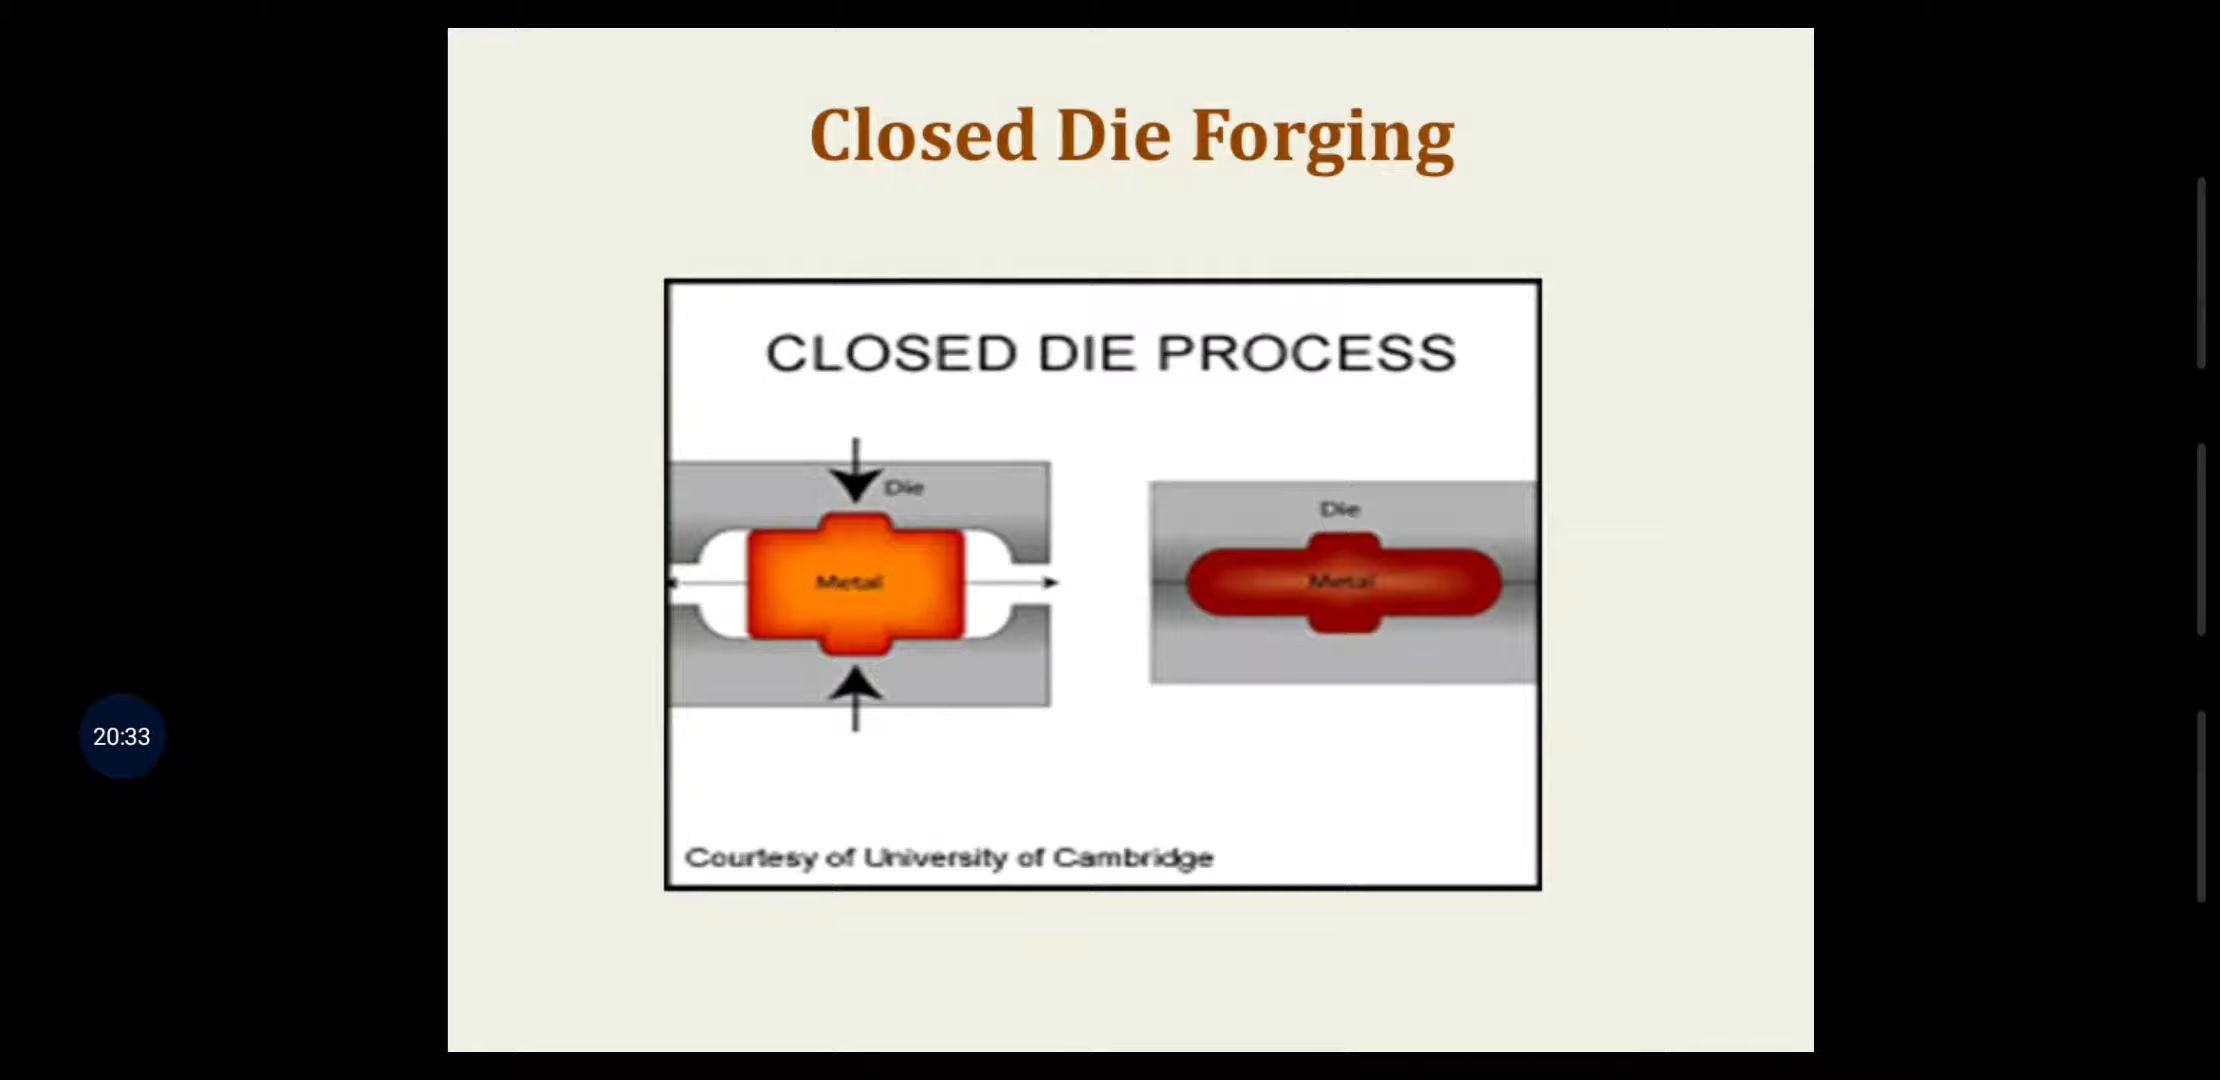 Closed Die Forging
CLOSED DIE PROCESS
Die
Die
Metal
Metal
Courtesy of University of Cambridge
20:33